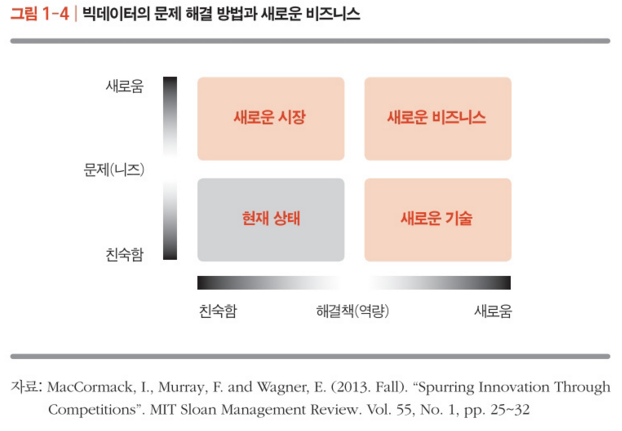 그림 1-4 | 빅데이터의 문제 해결 방법과 새로운 비즈니스
새로움
새로운 시장
새로운 비즈니스
문제(니즈)
현재 상태
새로운 기술
친숙함
친숙함
해결책(역량)
새로움
자료: MacCormack, I., Murray, F. and Wagner, E. (2013. Fall). “Spurring Innovation Through
Competitions”. MIT Sloan Management Review. Vol. 55, No. 1, pp. 25~32